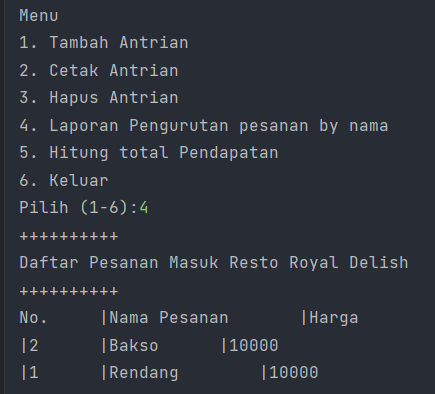 Menu
1. Tambah Antrian
2. Cetak Antrian
3. Hapus Antrian
4. Laporan Pengurutan pesanan by nama
5. Hitung total Pendapatan
6. Keluar
Pilih (1-6):4
++++++++++
Daftar Pesanan Masuk Resto Royal Delish
++++++++++
No.     |Nama Pesanan       |Harga
|2      |Bakso      |10000
|1      |Rendang        |10000